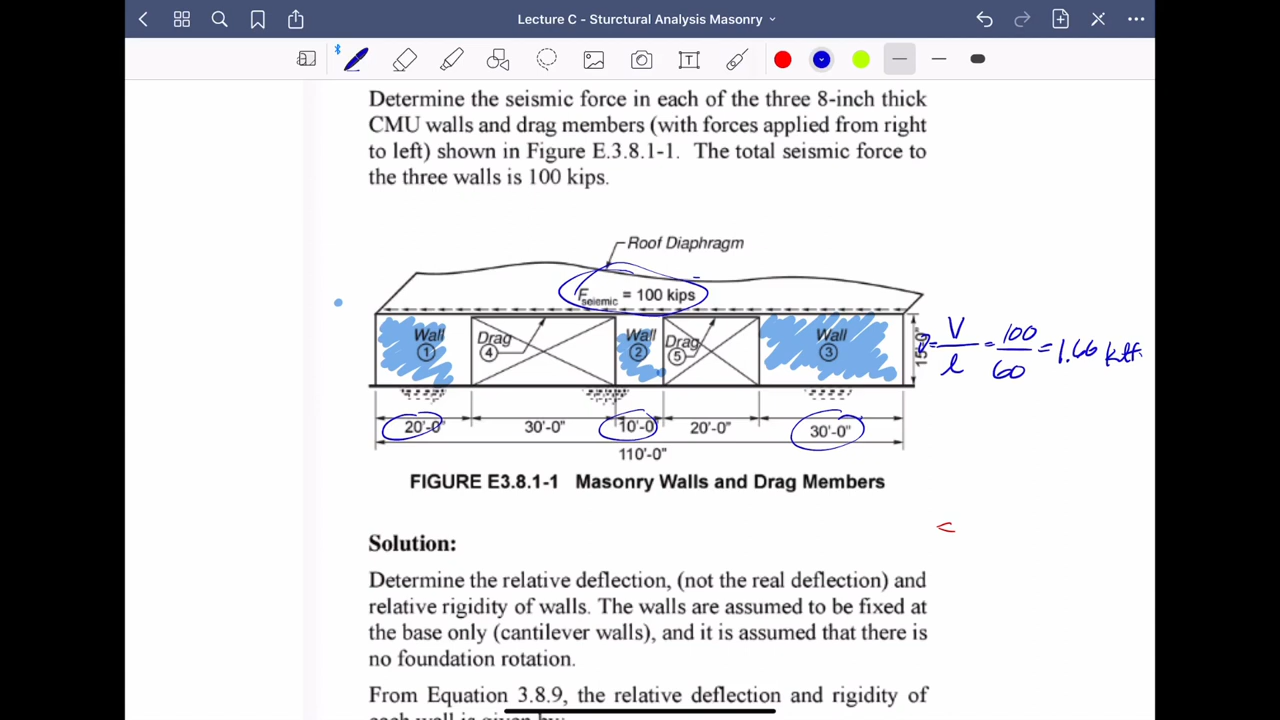 Lecture C - Sturctural Analysis Masonry
Determine the seismic force in each of the three 8-inch thick
CMU walls and drag members (with forces applied from right
to left) shown in Figure E.3.8.1-1. The total seismic force to
the three walls is 100 kips.
Roof Diaphragm
Fseiemic = 100 kips
Wall 1
Drag 4
Wall 2
Drag 5
Wall 3
= V/l = 100/60 = 1.66 k/ft
20'-0" 30'-0" 10'-0" 20'-0" 30'-0"
110'-0"
FIGURE E3.8.1-1 Masonry Walls and Drag Members
Solution:
Determine the relative deflection, (not the real deflection) and
relative rigidity of walls. The walls are assumed to be fixed at
the base only (cantilever walls), and it is assumed that there is
no foundation rotation.
From Equation 3.8.9, the relative deflection and rigidity of
each wall is given by: